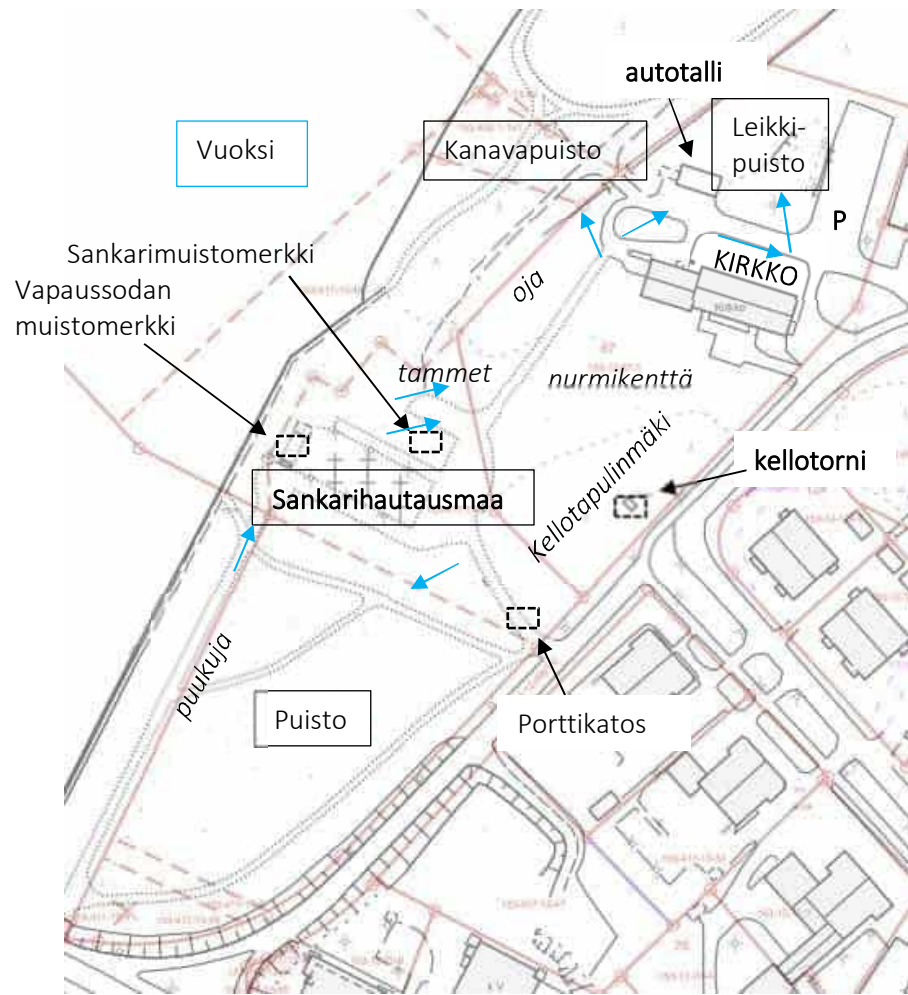 autotalli
Vuoksi
Kanavapuisto
Leikki-
puisto
P
Sankarimuistomerkki
KIRKKO
Vapaussodan
muistomerkki
oja
tammet
nurmikenttä
kellotorni
Sankarihautausmaa
Kellotapulinmäki
puukuja
Puisto
Porttikatos